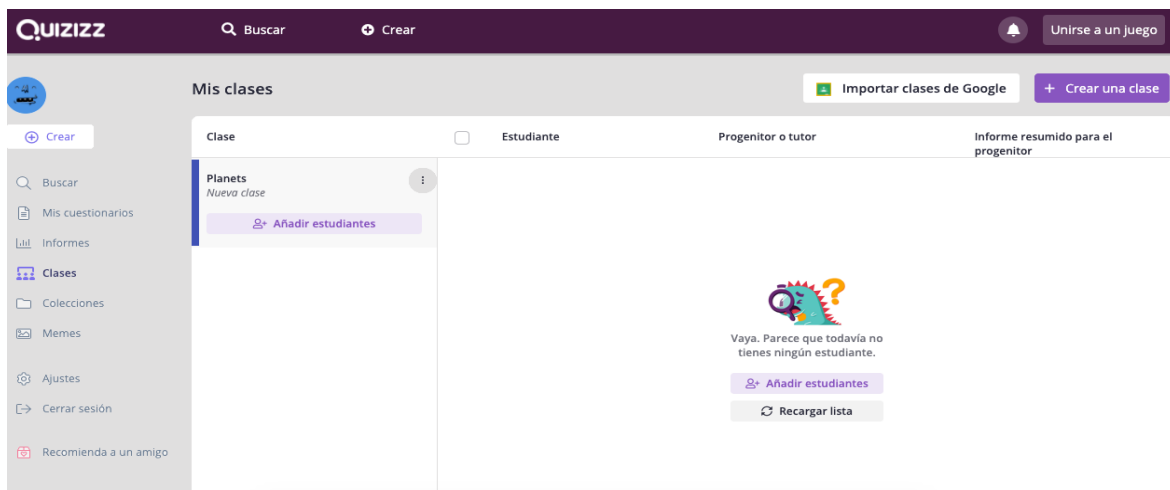 QUIZIZZ
Buscar
Crear
Unirse a un juego
Crear
Buscar
Mis cuestionarios
Informes
Clases
Colecciones
Memes
Ajustes
Cerrar sesión
Recomienda a un amigo
Mis clases
Importar clases de Google
+ Crear una clase
Clase
Estudiante
Progenitor o tutor
Informe resumido para el
progenitor
Planets
Nueva clase
Añadir estudiantes
Vaya. Parece que todavía no
tienes ningún estudiante.
Añadir estudiantes
Recargar lista